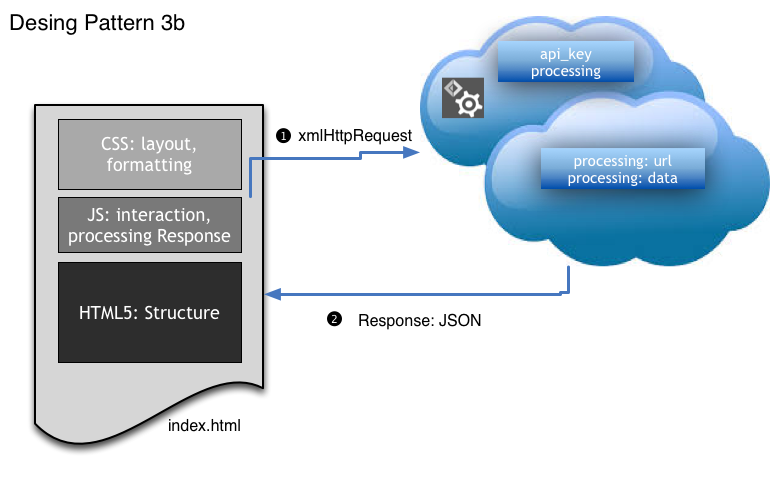 Desing Pattern 3b
api_key
processing
CSS: layout,
formatting
❶ xmlHttpRequest
processing: url
processing: data
JS: interaction,
processing Response
HTML5: Structure
❷ Response: JSON
index.html